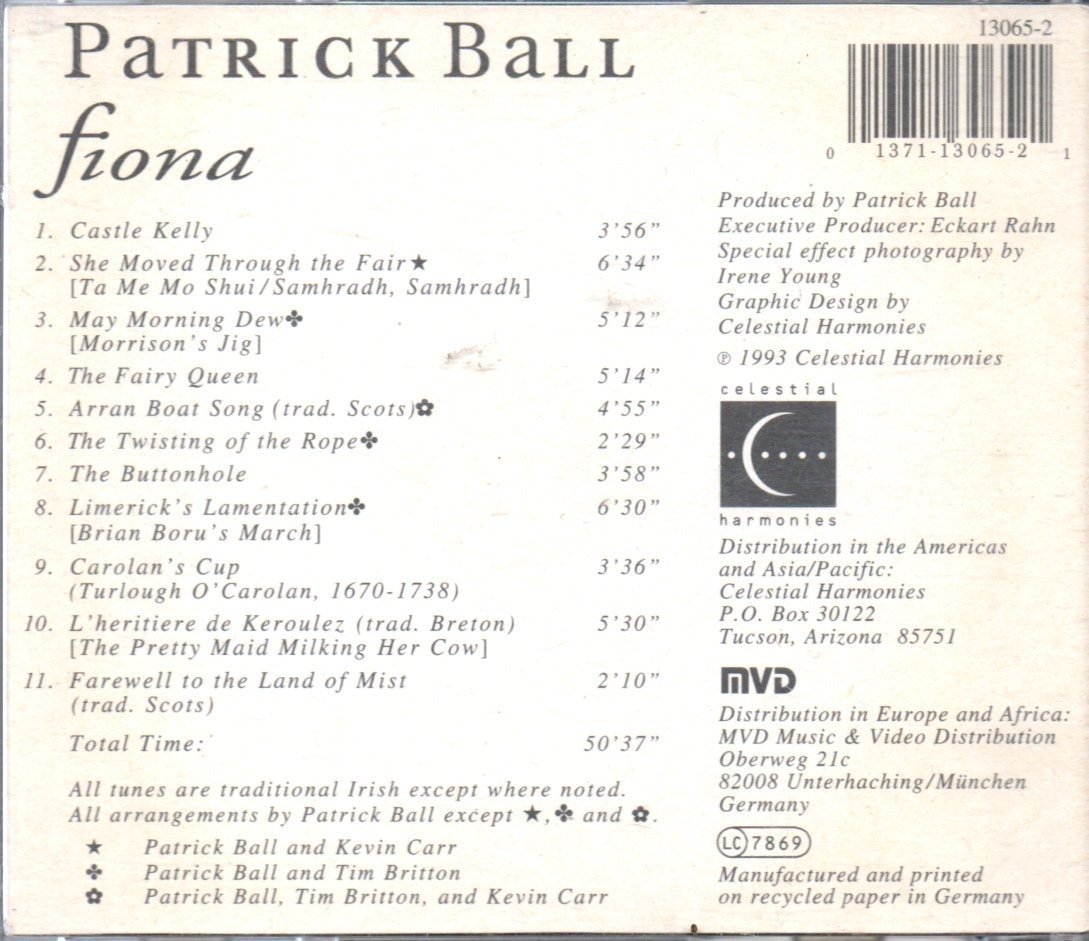 PATRICK BALL
fiona
1. Castle Kelly 3'56"
2. She Moved Through the Fair★ 6'34"
[Ta Me Mo Shui/Samhradh, Samhradh]
3. May Morning Dew✤ 5'12"
[Morrison's Jig]
4. The Fairy Queen 5'14"
5. Arran Boat Song (trad. Scots)✿ 4'55"
6. The Twisting of the Rope✤ 2'29"
7. The Buttonhole 3'58"
8. Limerick's Lamentation✤ 6'30"
[Brian Boru's March]
9. Carolan's Cup 3'36"
(Turlough O'Carolan, 1670-1738)
10. L'heritiere de Keroulez (trad. Breton) 5'30"
[The Pretty Maid Milking Her Cow]
11. Farewell to the Land of Mist 2'10"
(trad. Scots)
Total Time: 50'37"
All tunes are traditional Irish except where noted.
All arrangements by Patrick Ball except ★, ✤ and ✿.
★ Patrick Ball and Kevin Carr
✤ Patrick Ball and Tim Britton
✿ Patrick Ball, Tim Britton, and Kevin Carr
13065-2
0 1371-13065-2 1
Produced by Patrick Ball
Executive Producer: Eckart Rahn
Special effect photography by
Irene Young
Graphic Design by
Celestial Harmonies
℗ 1993 Celestial Harmonies
celestial
harmonies
Distribution in the Americas
and Asia/Pacific:
Celestial Harmonies
P.O. Box 30122
Tucson, Arizona 85751
MVD
Distribution in Europe and Africa:
MVD Music & Video Distribution
Oberweg 21c
82008 Unterhaching/München
Germany
LC 7869
Manufactured and printed
on recycled paper in Germany